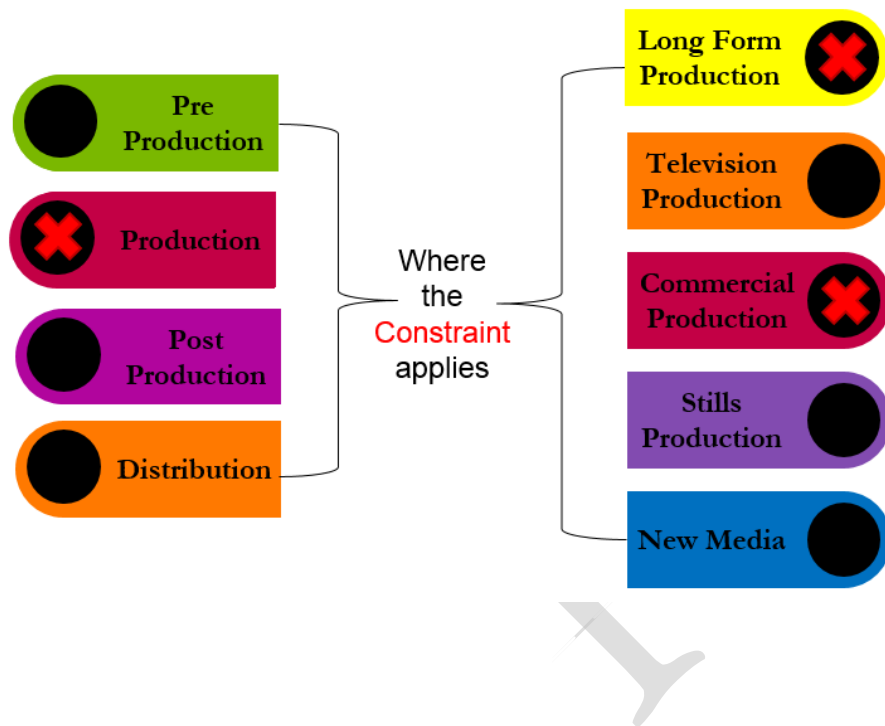 Pre
Production
Production
Post
Production
Distribution
Where
the
Constraint
applies
Long Form
Production
Television
Production
Commercial
Production
Stills
Production
New Media